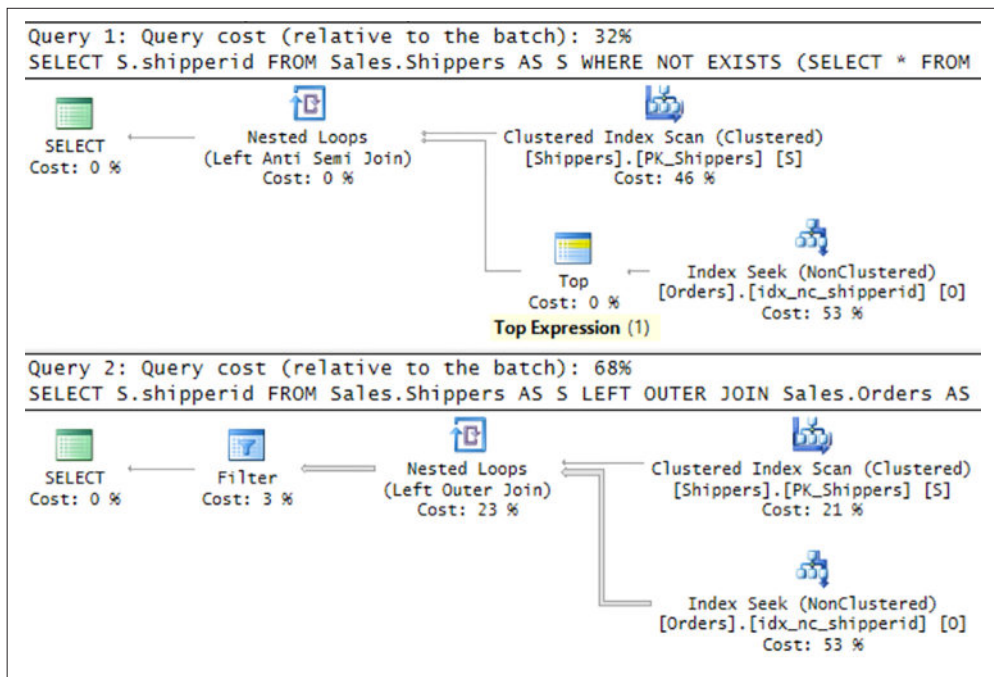 Query 1: Query cost (relative to the batch): 32%
SELECT S.shipperid FROM Sales.Shippers AS S WHERE NOT EXISTS (SELECT * FROM
SELECT
Cost: 0 %
Nested Loops
(Left Anti Semi Join)
Cost: 0 %
Clustered Index Scan (Clustered)
[Shippers].[PK_Shippers] [S]
Cost: 46 %
Top
Cost: 0 %
Top Expression (1)
Index Seek (NonClustered)
[Orders].[idx_nc_shipperid] [O]
Cost: 53 %
Query 2: Query cost (relative to the batch): 68%
SELECT S.shipperid FROM Sales.Shippers AS S LEFT OUTER JOIN Sales.Orders AS
SELECT
Cost: 0 %
Filter
Cost: 3 %
Nested Loops
(Left Outer Join)
Cost: 23 %
Clustered Index Scan (Clustered)
[Shippers].[PK_Shippers] [S]
Cost: 21 %
Index Seek (NonClustered)
[Orders].[idx_nc_shipperid] [O]
Cost: 53 %